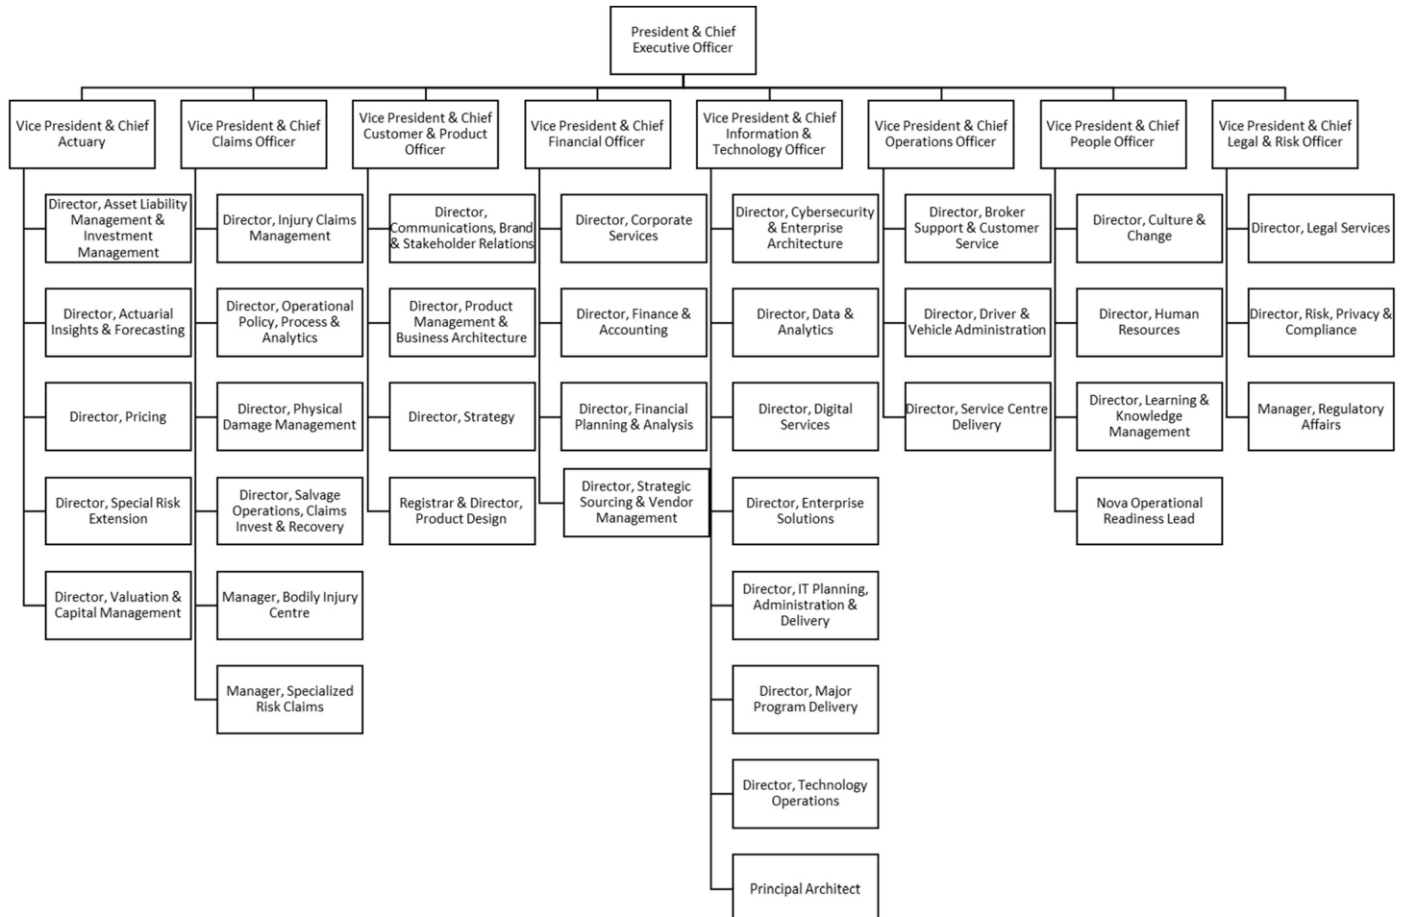 President & Chief
Executive Officer
Vice President & Chief
Actuary
Vice President & Chief
Claims Officer
Vice President & Chief
Customer & Product
Officer
Vice President & Chief
Financial Officer
Vice President & Chief
Information &
Technology Officer
Vice President & Chief
Operations Officer
Vice President & Chief
People Officer
Vice President & Chief
Legal & Risk Officer
Director, Asset Liability
Management &
Investment
Management
Director, Actuarial
Insights & Forecasting
Director, Pricing
Director, Special Risk
Extension
Director, Valuation &
Capital Management
Director, Injury Claims
Management
Director, Operational
Policy, Process &
Analytics
Director, Physical
Damage Management
Director, Salvage
Operations, Claims
Invest & Recovery
Manager, Bodily Injury
Centre
Manager, Specialized
Risk Claims
Director,
Communications, Brand
& Stakeholder Relations
Director, Product
Management &
Business Architecture
Director, Strategy
Registrar & Director,
Product Design
Director, Corporate
Services
Director, Finance &
Accounting
Director, Financial
Planning & Analysis
Director, Strategic
Sourcing & Vendor
Management
Director, Cybersecurity
& Enterprise
Architecture
Director, Data &
Analytics
Director, Digital
Services
Director, Enterprise
Solutions
Director, IT Planning,
Administration &
Delivery
Director, Major
Program Delivery
Director, Technology
Operations
Principal Architect
Director, Broker
Support & Customer
Service
Director, Driver &
Vehicle Administration
Director, Service Centre
Delivery
Director, Culture &
Change
Director, Human
Resources
Director, Learning &
Knowledge
Management
Nova Operational
Readiness Lead
Director, Legal Services
Director, Risk, Privacy &
Compliance
Manager, Regulatory
Affairs